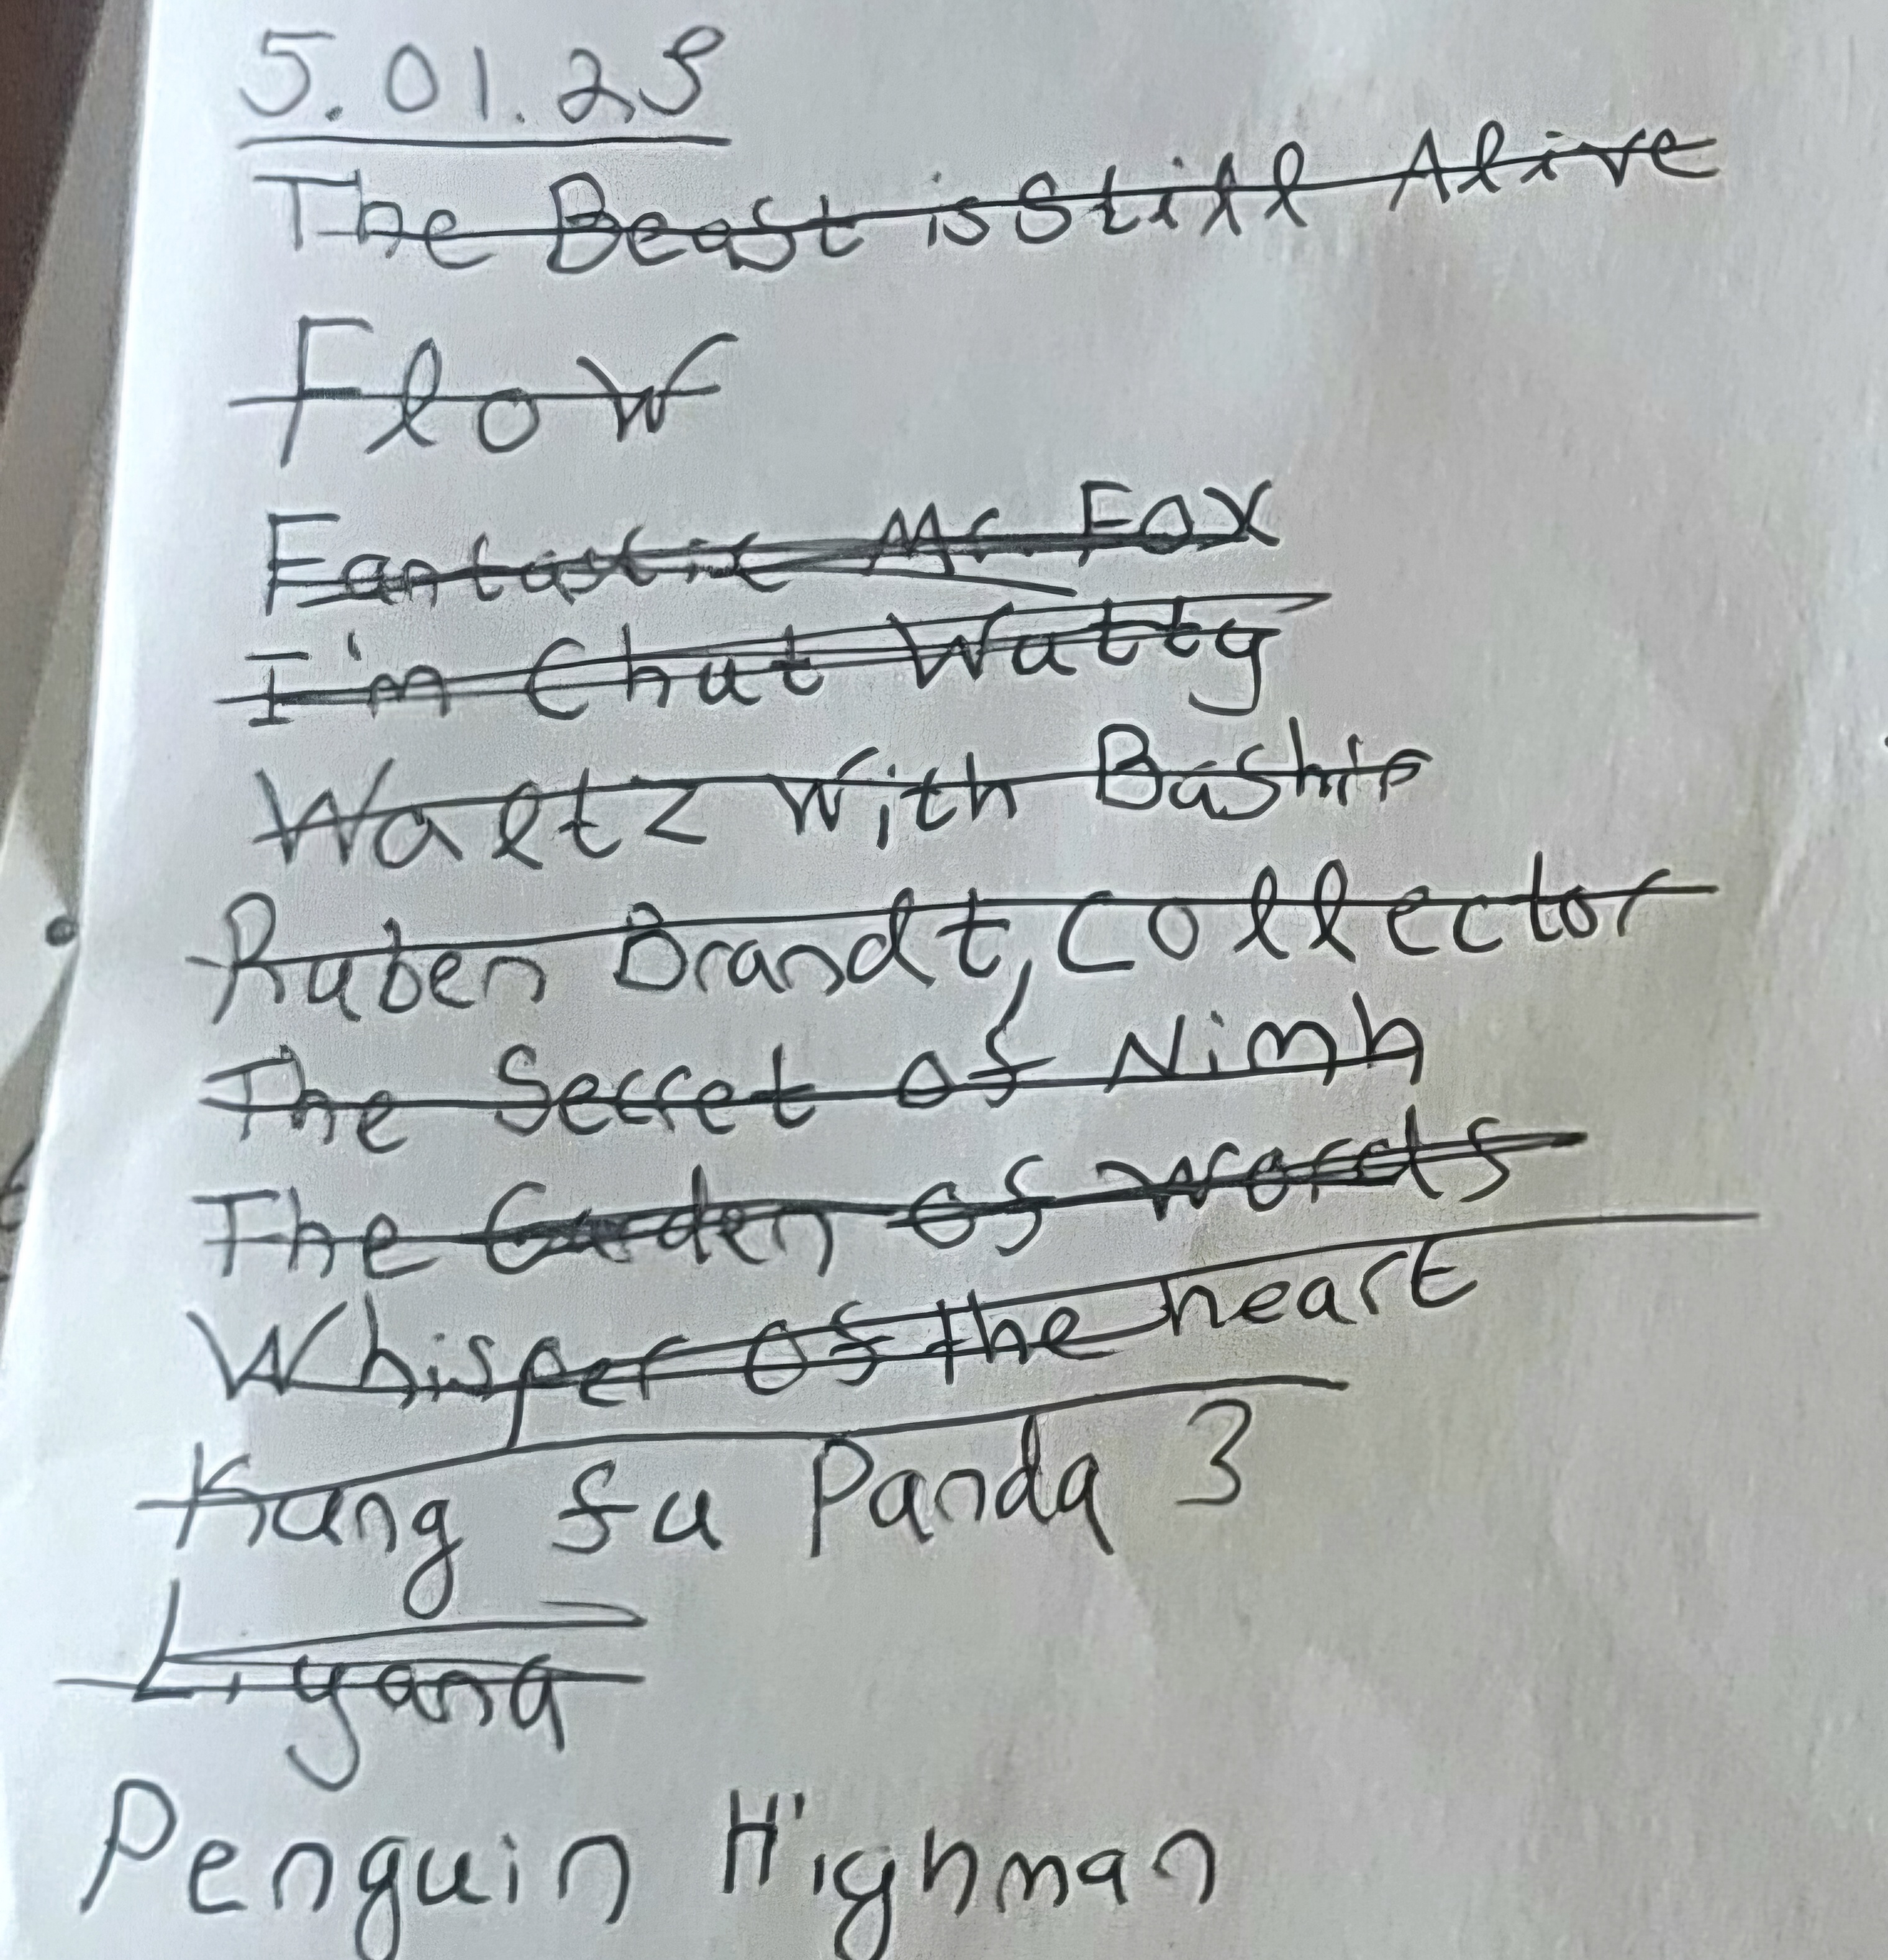 5.01.25
The Beast is Still Alive
Flow
Fantastic Mr. Fox
I'm Chut Watty
Waltz With Bashir
Ruben Brandt, Collector
The Secret of Nimh
The Garden of Words
Whisper of the heart
Kung fu Panda 3
Liyana
Penguin Highman